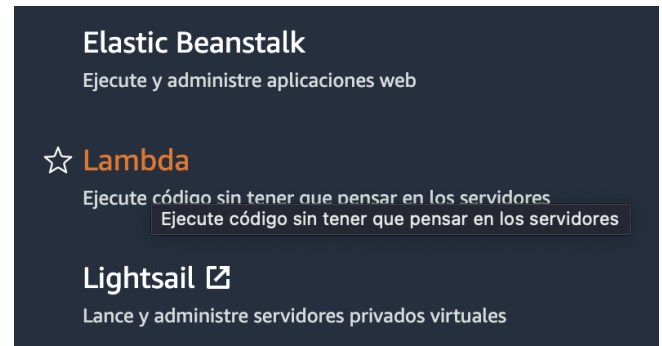 Elastic Beanstalk
Ejecute y administre aplicaciones web
Lambda
Ejecute código sin tener que pensar en los servidores
Ejecute código sin tener que pensar en los servidores
Lightsail
Lance y administre servidores privados virtuales